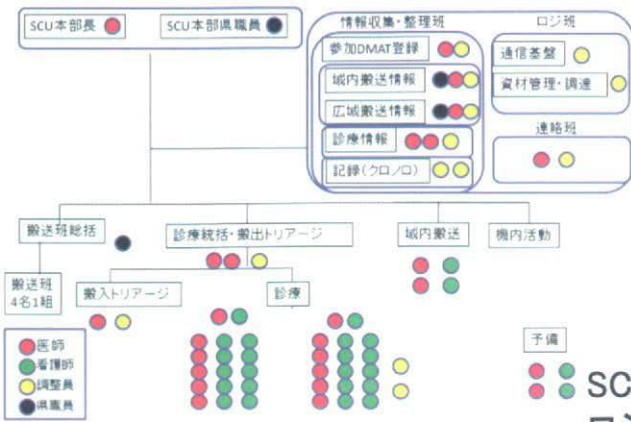 SCU本部長
SCU本部県職員
情報収集・整理班
参加DMAT登録
域内搬送情報
広域搬送情報
診療情報
記録(クロノロ)
ロジ班
通信基盤
資材管理・調達
連絡班
搬送班総括
診療統括・搬出トリアージ
域内搬送
機内活動
搬送班
4名1組
搬入トリアージ
診療
医師
看護師
調整員
県職員
予備
SC